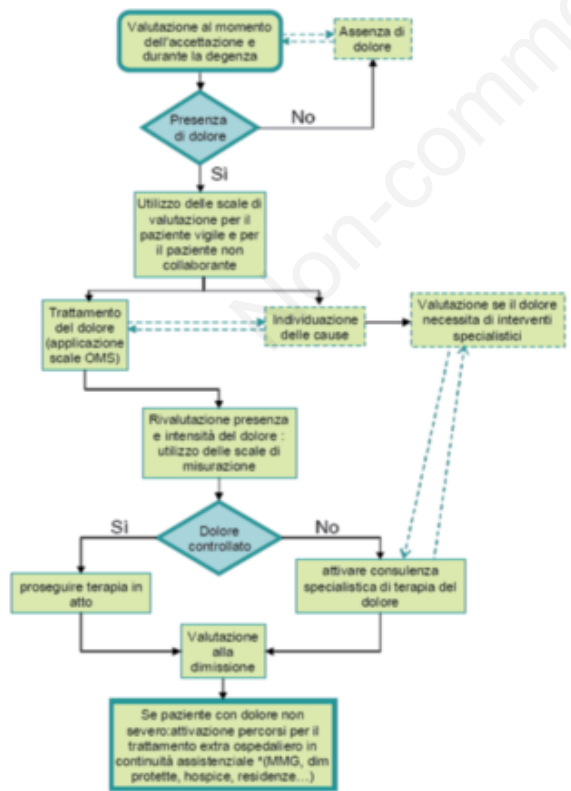 Valutazione al momento
dell'accettazione e
durante la degenza
Assenza di
dolore
Presenza
di dolore
No
Sì
Utilizzo delle scale di
valutazione per il
paziente vigile e per
il paziente non
collaborante
Trattamento
del dolore
(applicazione
scale OMS)
Individuazione
delle cause
Valutazione se il dolore
necessita di interventi
specialistici
Rivalutazione presenza
e intensità del dolore :
utilizzo delle scale di
misurazione
Sì
Dolore
controllato
No
proseguire terapia in
atto
attivare consulenza
specialistica di terapia del
dolore
Valutazione
alla
dimissione
Se paziente con dolore non
severo:attivazione percorsi per il
trattamento extra ospedaliero in
continuità assistenziale *(MMG, dim
protette, hospice, residenze...)
Non-comme